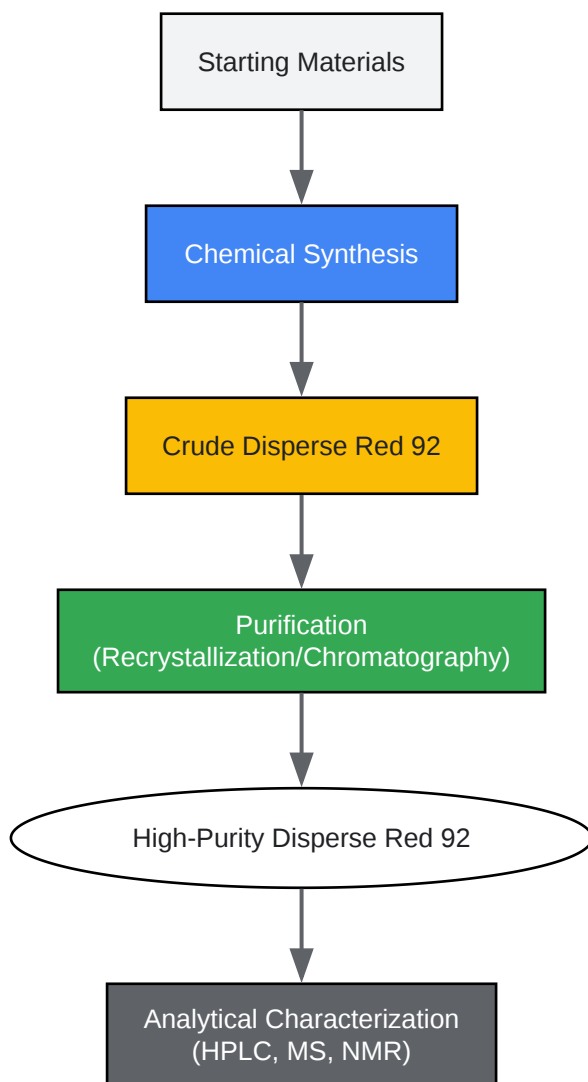 Starting Materials
Chemical Synthesis
Crude Disperse Red 92
Purification
(Recrystallization/Chromatography)
High-Purity Disperse Red 92
Analytical Characterization
(HPLC, MS, NMR)